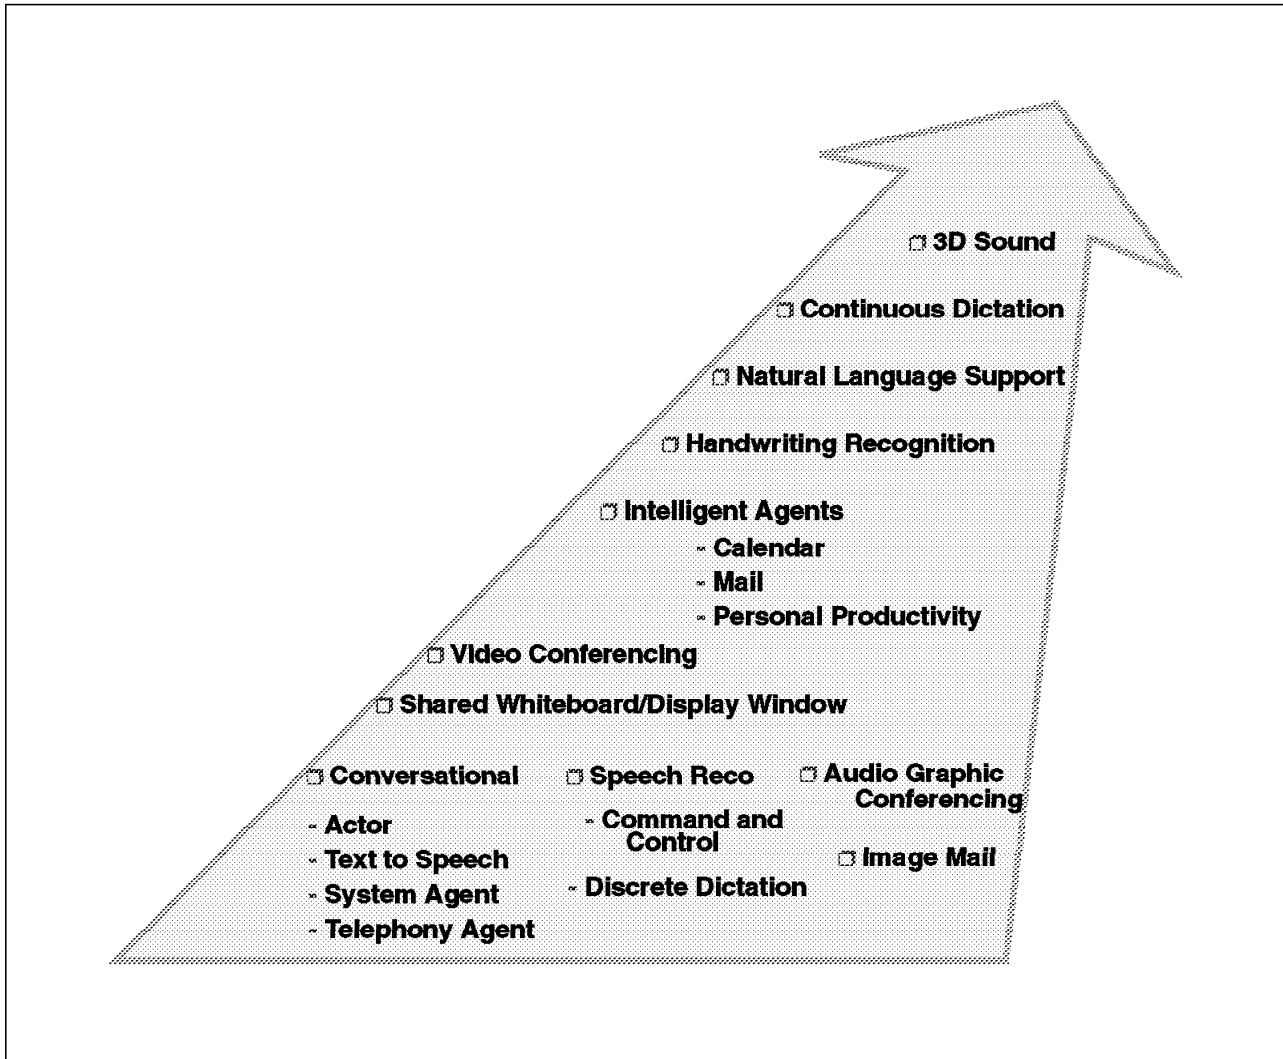 ❒ 3D Sound
❒ Continuous Dictation
❒ Natural Language Support
❒ Handwriting Recognition
❒ Intelligent Agents
- Calendar
- Mail
- Personal Productivity
❒ Video Conferencing
❒ Shared Whiteboard/Display Window
❒ Conversational
- Actor
- Text to Speech
- System Agent
- Telephony Agent
❒ Speech Reco
- Command and
Control
- Discrete Dictation
❒ Audio Graphic
Conferencing
❒ Image Mail